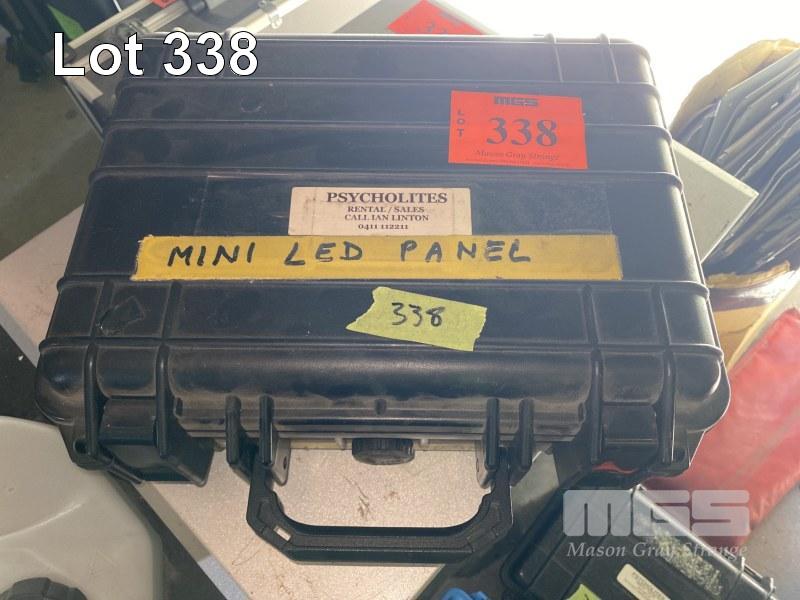 Lot 338
MGS
LOT
338
Mason Gray Strange
PSYCHOLITES
RENTAL / SALES
CALL IAN LINTON
0411 112211
MINI LED PANEL
338
MGS
Mason Gray Strange